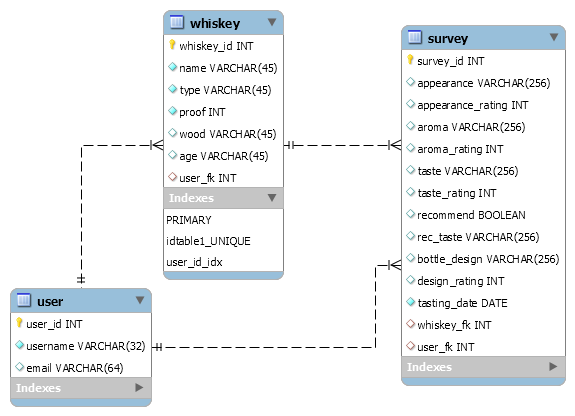 whiskey
whiskey_id INT
name VARCHAR(45)
type VARCHAR(45)
proof INT
wood VARCHAR(45)
age VARCHAR(45)
user_fk INT
Indexes
PRIMARY
idtable1_UNIQUE
user_id_idx
survey
survey_id INT
appearance VARCHAR(256)
appearance_rating INT
aroma VARCHAR(256)
aroma_rating INT
taste VARCHAR(256)
taste_rating INT
recommend BOOLEAN
rec_taste VARCHAR(256)
bottle_design VARCHAR(256)
design_rating INT
tasting_date DATE
whiskey_fk INT
user_fk INT
Indexes
user
user_id INT
username VARCHAR(32)
email VARCHAR(64)
Indexes